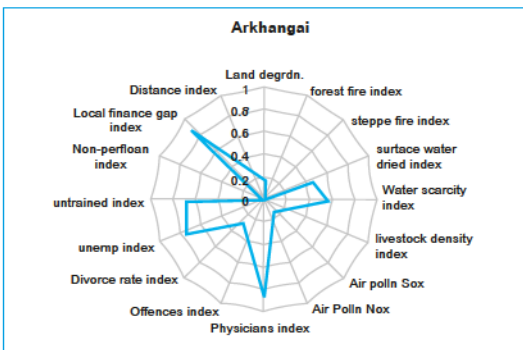 Arkhangai
Land degrdn.
1
0.8
0.6
0.4
0.2
0
forest fire index
steppe fire index
surtace water
dried index
Water scarcity
index
livestock density
index
Air polln Sox
Air Polln Nox
Physicians index
Offences index
Divorce rate index
unemp index
untrained index
Non-perfloan
index
Local finance gap
index
Distance index